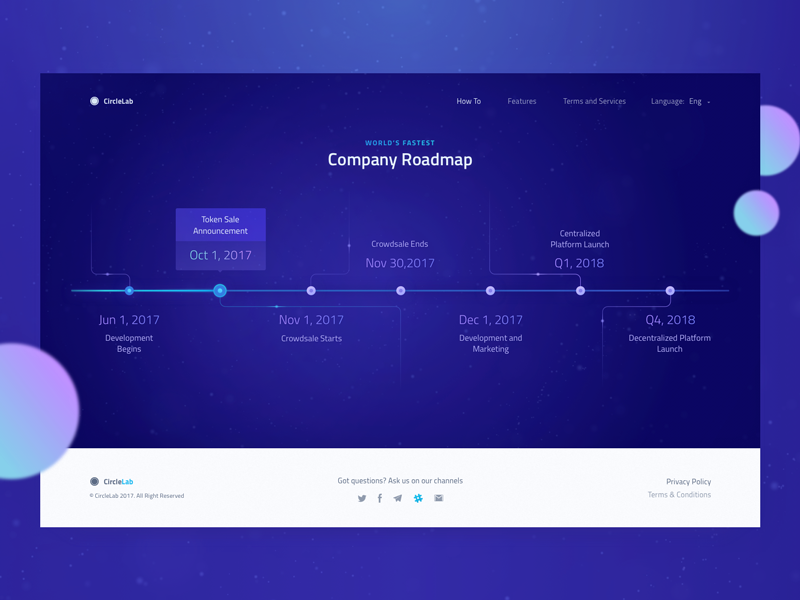 CircleLab
How To
Features
Terms and Services
Language: Eng
WORLD'S FASTEST
Company Roadmap
Token Sale
Announcement
Oct 1, 2017
Crowdsale Ends
Nov 30,2017
Centralized
Platform Launch
Q1, 2018
Jun 1, 2017
Development
Begins
Nov 1, 2017
Crowdsale Starts
Dec 1, 2017
Development and
Marketing
Q4, 2018
Decentralized Platform
Launch
CircleLab
© CircleLab 2017. All Right Reserved
Got questions? Ask us on our channels
Privacy Policy
Terms & Conditions